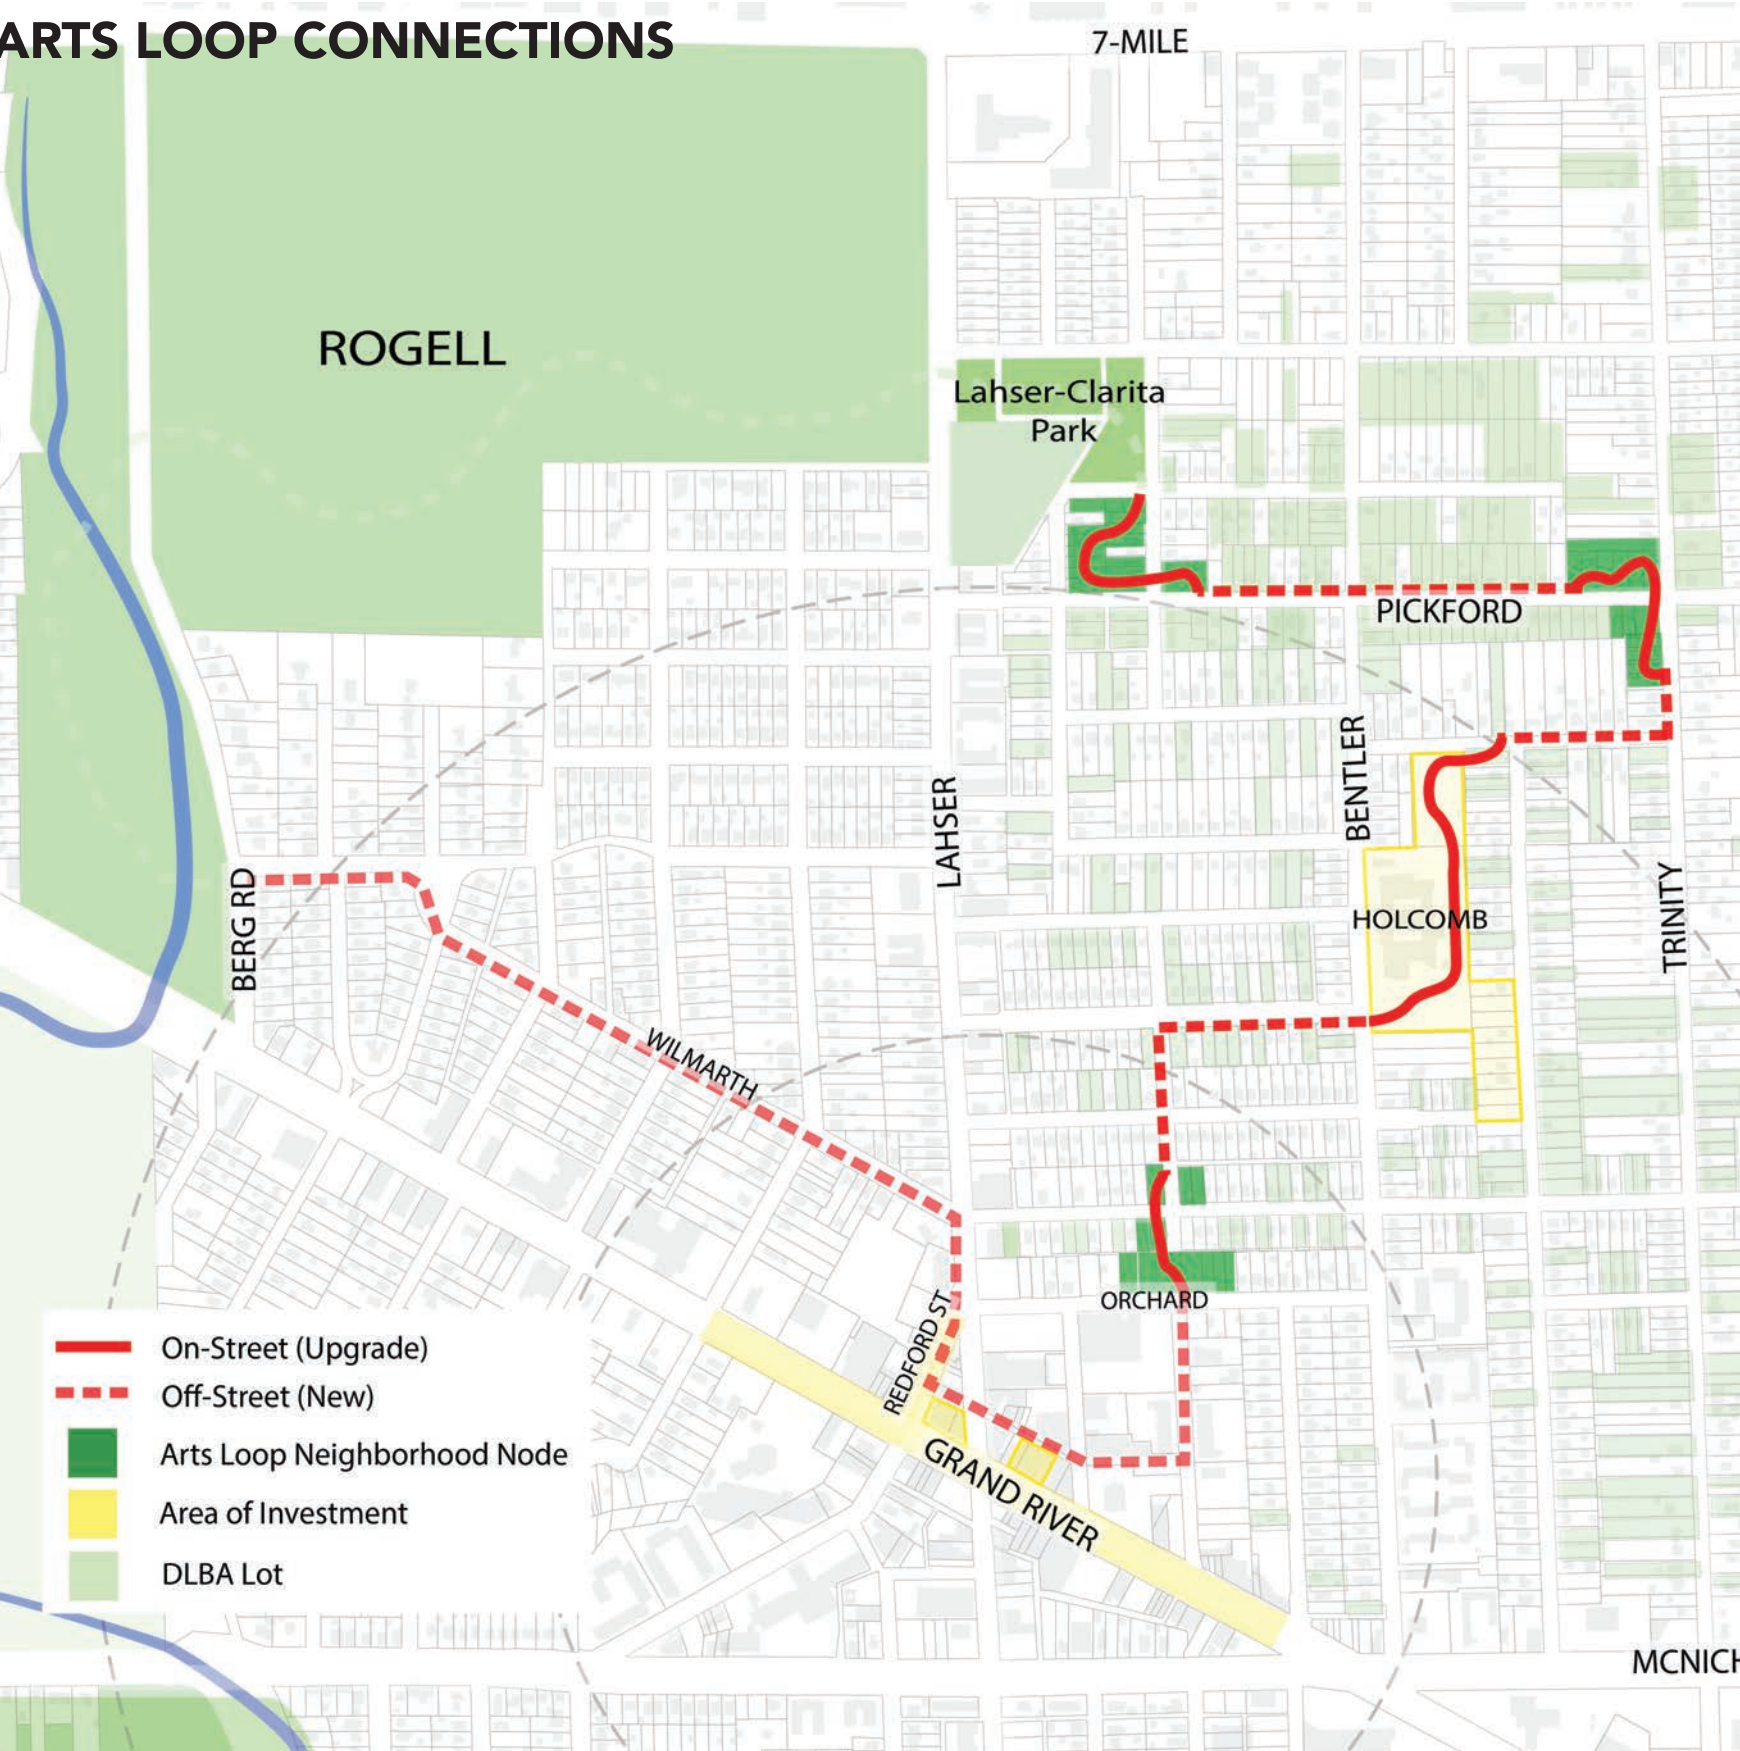 ARTS LOOP CONNECTIONS
7-MILE
ROGELL
Lahser-Clarita
Park
PICKFORD
BENTLER
LAHSER
BERG RD
HOLCOMB
TRINITY
WILMARTH
ORCHARD
REDFORD ST
GRAND RIVER
On-Street (Upgrade)
Off-Street (New)
Arts Loop Neighborhood Node
Area of Investment
DLBA Lot
MCNICH